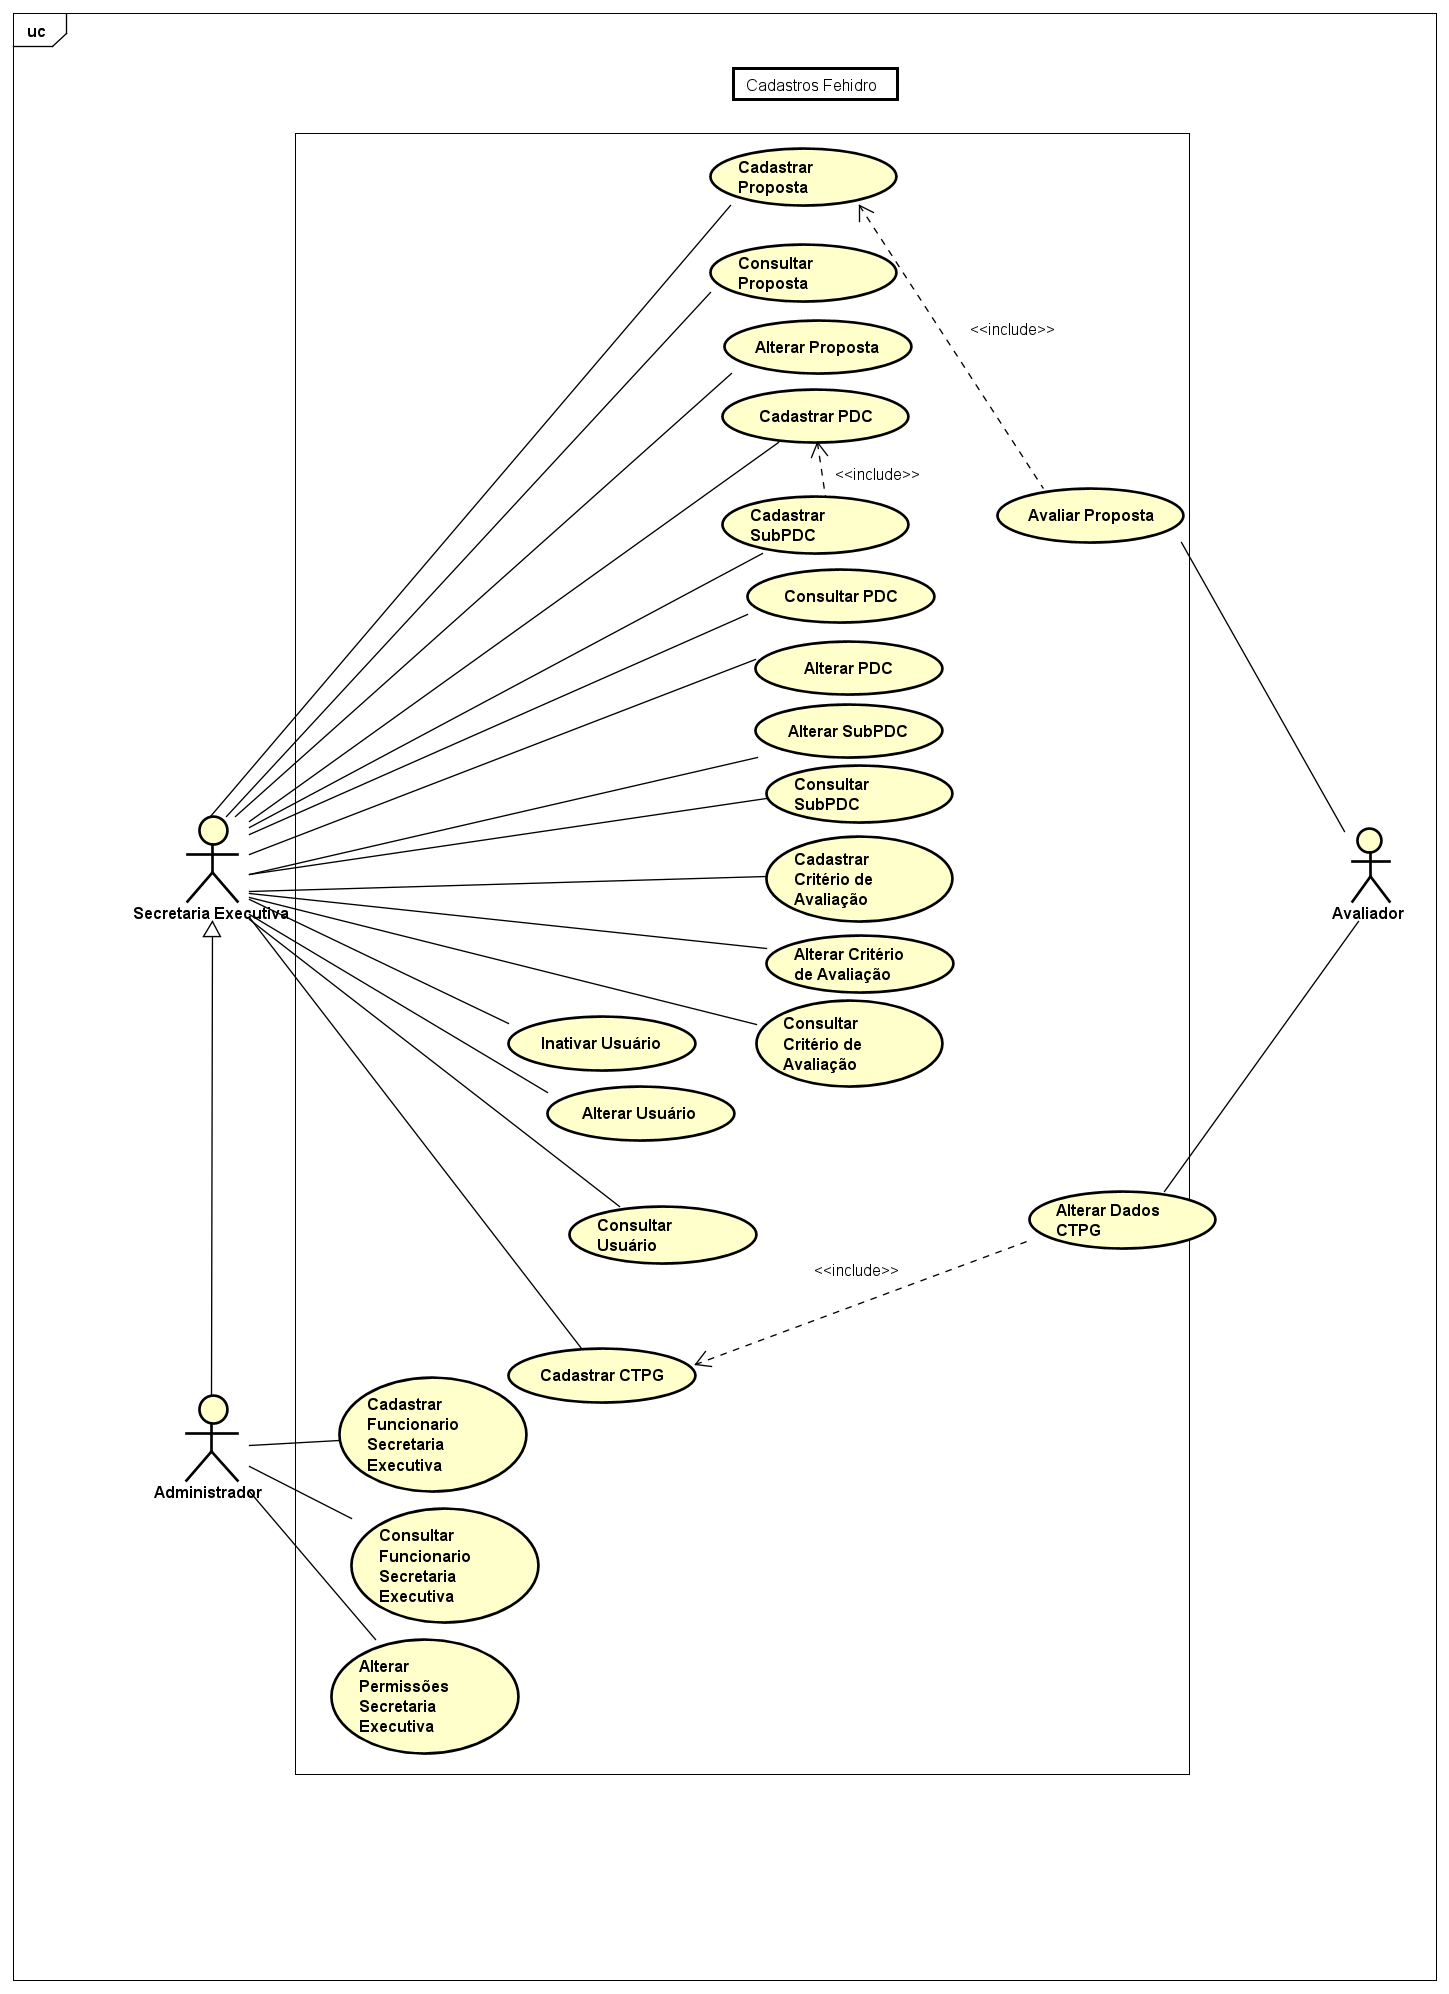 uc
Cadastros Fehidro
Cadastrar
Proposta
Consultar
Proposta
<<include>>
Alterar Proposta
Cadastrar PDC
<<include>>
Cadastrar
SubPDC
Avaliar Proposta
Consultar PDC
Alterar PDC
Alterar SubPDC
Consultar
SubPDC
Cadastrar
Critério de
Avaliação
Secretaria Executiva
Avaliador
Alterar Critério
de Avaliação
Consultar
Critério de
Avaliação
Inativar Usuário
Alterar Usuário
Alterar Dados
CTPG
Consultar
Usuário
<<include>>
Cadastrar CTPG
Cadastrar
Funcionario
Secretaria
Executiva
Administrador
Consultar
Funcionario
Secretaria
Executiva
Alterar
Permissões
Secretaria
Executiva